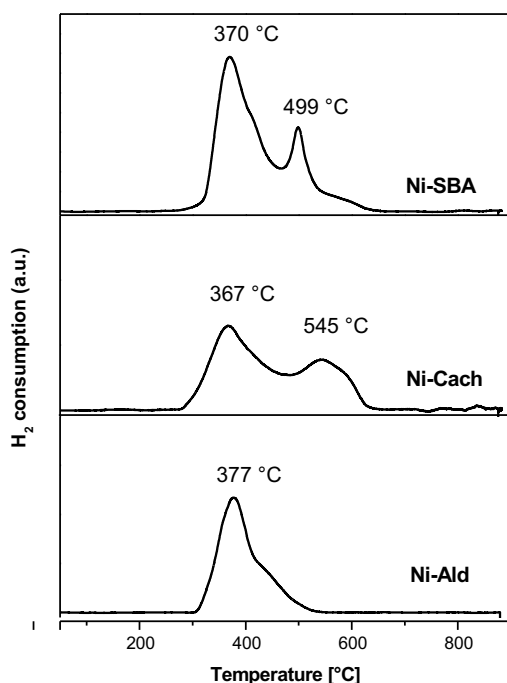 370 °C
499 °C
Ni-SBA
367 °C
545 °C
Ni-Cach
377 °C
Ni-Ald
H₂ consumption (a.u.)
200 400 600 800
Temperature [°C]